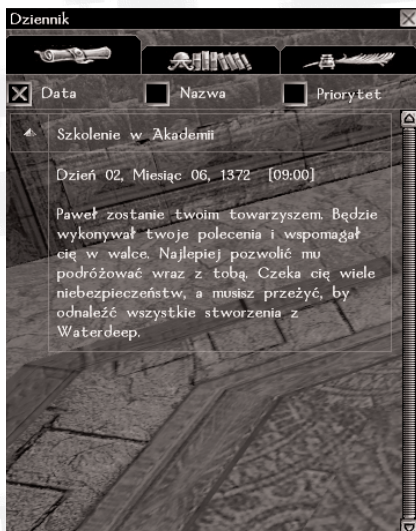 Dziennik
Data Nazwa Priorytet
Szkolenie w Akademii
Dzień 02, Miesiąc 06, 1372 [09:00]
Paweł zostanie twoim towarzyszem. Będzie
wykonywał twoje polecenia i wspomagał
cię w walce. Najlepiej pozwolić mu
podróżować wraz z tobą. Czeka cię wiele
niebezpieczeństw, a musisz przeżyć, by
odnaleźć wszystkie stworzenia z
Waterdeep.